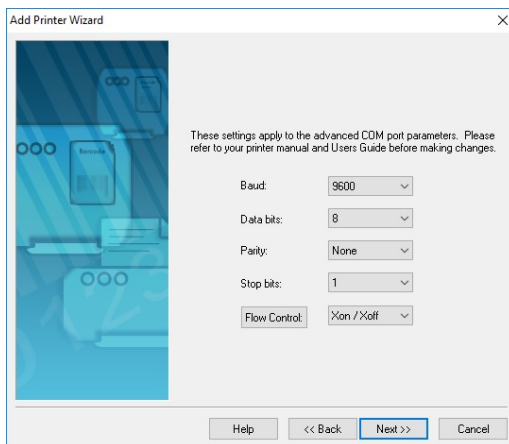 Add Printer Wizard
Barcode
These settings apply to the advanced COM port parameters. Please
refer to your printer manual and Users Guide before making changes.
Baud: 9600
Data bits: 8
Parity: None
Stop bits: 1
Flow Control: Xon / Xoff
Help << Back Next >> Cancel